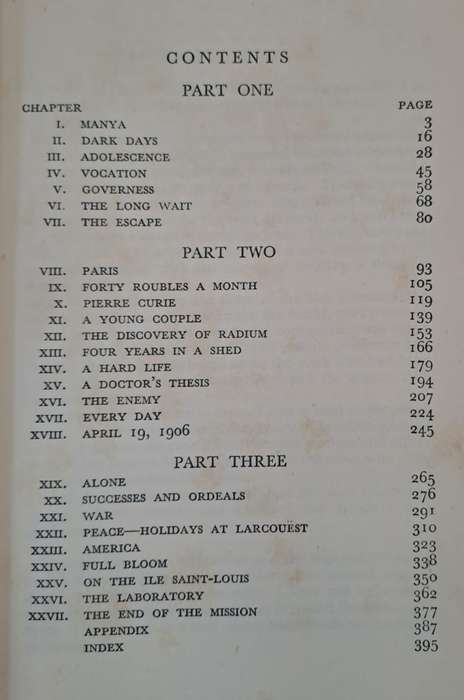 CONTENTS
PART ONE
CHAPTER PAGE
I. MANYA 3
II. DARK DAYS 16
III. ADOLESCENCE 28
IV. VOCATION 45
V. GOVERNESS 58
VI. THE LONG WAIT 68
VII. THE ESCAPE 80
PART TWO
VIII. PARIS 93
IX. FORTY ROUBLES A MONTH 105
X. PIERRE CURIE 119
XI. A YOUNG COUPLE 139
XII. THE DISCOVERY OF RADIUM 153
XIII. FOUR YEARS IN A SHED 166
XIV. A HARD LIFE 179
XV. A DOCTOR'S THESIS 194
XVI. THE ENEMY 207
XVII. EVERY DAY 224
XVIII. APRIL 19, 1906 245
PART THREE
XIX. ALONE 265
XX. SUCCESSES AND ORDEALS 276
XXI. WAR 291
XXII. PEACE—HOLIDAYS AT LARCOUËST 310
XXIII. AMERICA 323
XXIV. FULL BLOOM 338
XXV. ON THE ILE SAINT-LOUIS 350
XXVI. THE LABORATORY 362
XXVII. THE END OF THE MISSION 377
APPENDIX 387
INDEX 395